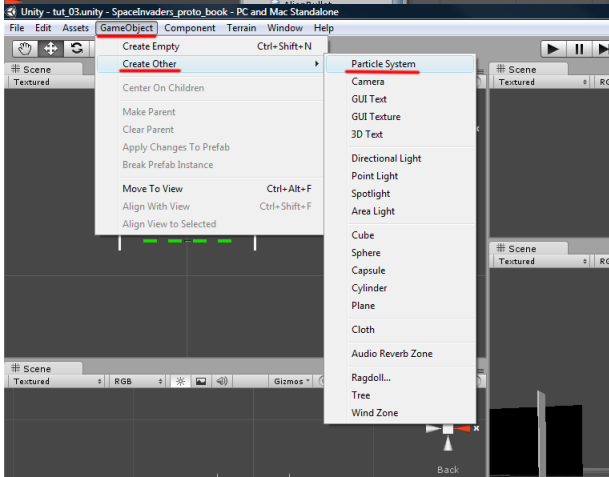 AlignBullet
Unity - tut_03.unity - SpaceInvaders_proto_book - PC and Mac Standalone
File Edit Assets GameObject Component Terrain Window Help
Create Empty Ctrl+Shift+N
Create Other
Center On Children
Make Parent
Clear Parent
Apply Changes To Prefab
Break Prefab Instance
Move To View Ctrl+Alt+F
Align With View Ctrl+Shift+F
Align View to Selected
Particle System
Camera
GUI Text
GUI Texture
3D Text
Directional Light
Point Light
Spotlight
Area Light
Cube
Sphere
Capsule
Cylinder
Plane
Cloth
Audio Reverb Zone
Ragdoll...
Tree
Wind Zone
# Scene
Textured
# Scene
Textured
# Scene
Textured
# Scene
Textured RGB Gizmos
x
Back